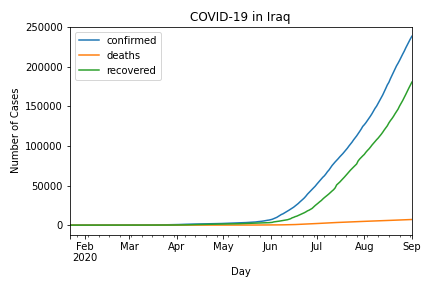 COVID-19 in Iraq
250000
200000
150000
100000
50000
0
Number of Cases
confirmed
deaths
recovered
Feb Mar Apr May Jun Jul Aug Sep
2020
Day